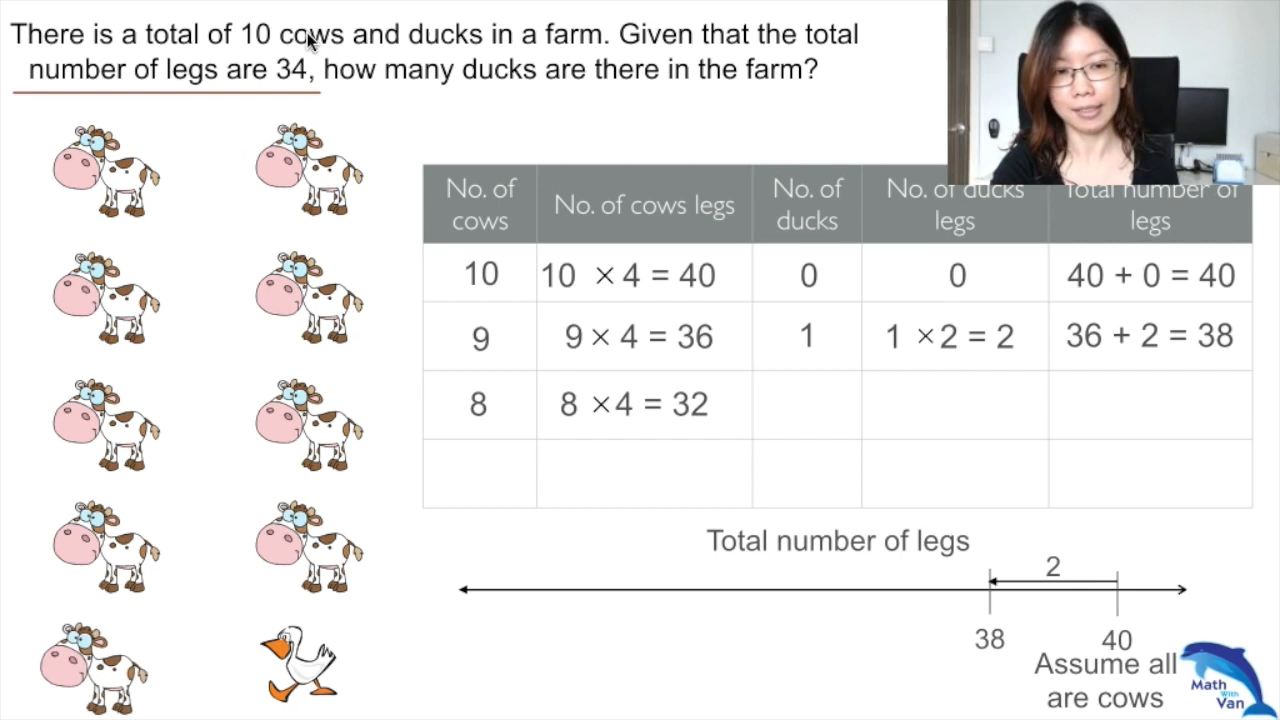 There is a total of 10 cows and ducks in a farm. Given that the total
number of legs are 34, how many ducks are there in the farm?
No. of cows | No. of cows legs | No. of ducks | No. of ducks legs | Total number of legs
10 | 10 × 4 = 40 | 0 | 0 | 40 + 0 = 40
9 | 9 × 4 = 36 | 1 | 1 × 2 = 2 | 36 + 2 = 38
8 | 8 × 4 = 32
Total number of legs
2
38 40
Assume all
are cows
Math
With
Van